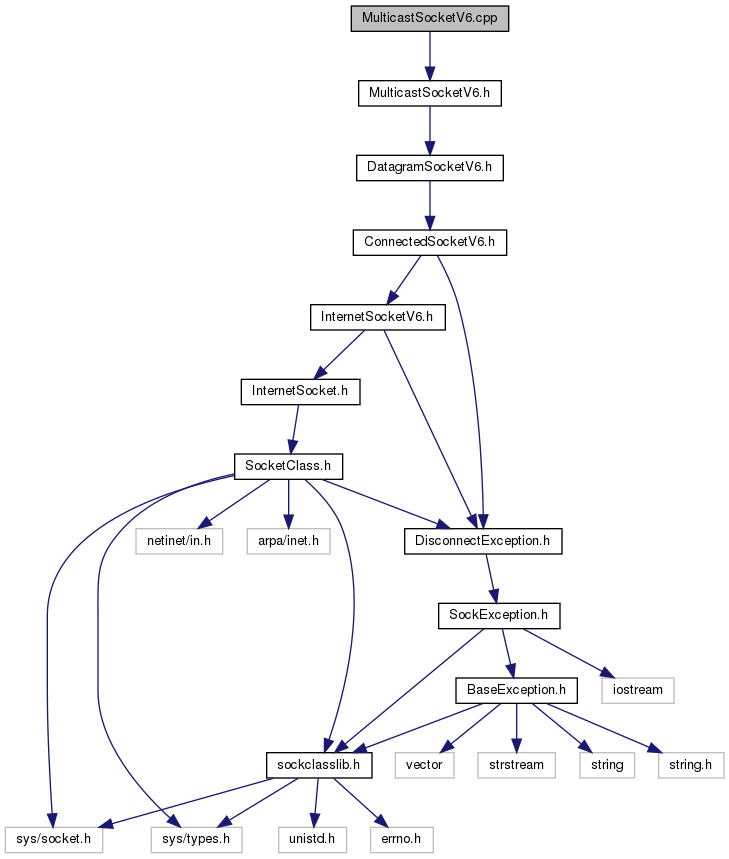 MulticastSocketV6.cpp
MulticastSocketV6.h
DatagramSocketV6.h
ConnectedSocketV6.h
InternetSocketV6.h
InternetSocket.h
SocketClass.h
netinet/in.h
arpa/inet.h
DisconnectException.h
SockException.h
BaseException.h
iostream
sockclasslib.h
vector
strstream
string
string.h
sys/socket.h
sys/types.h
unistd.h
errno.h